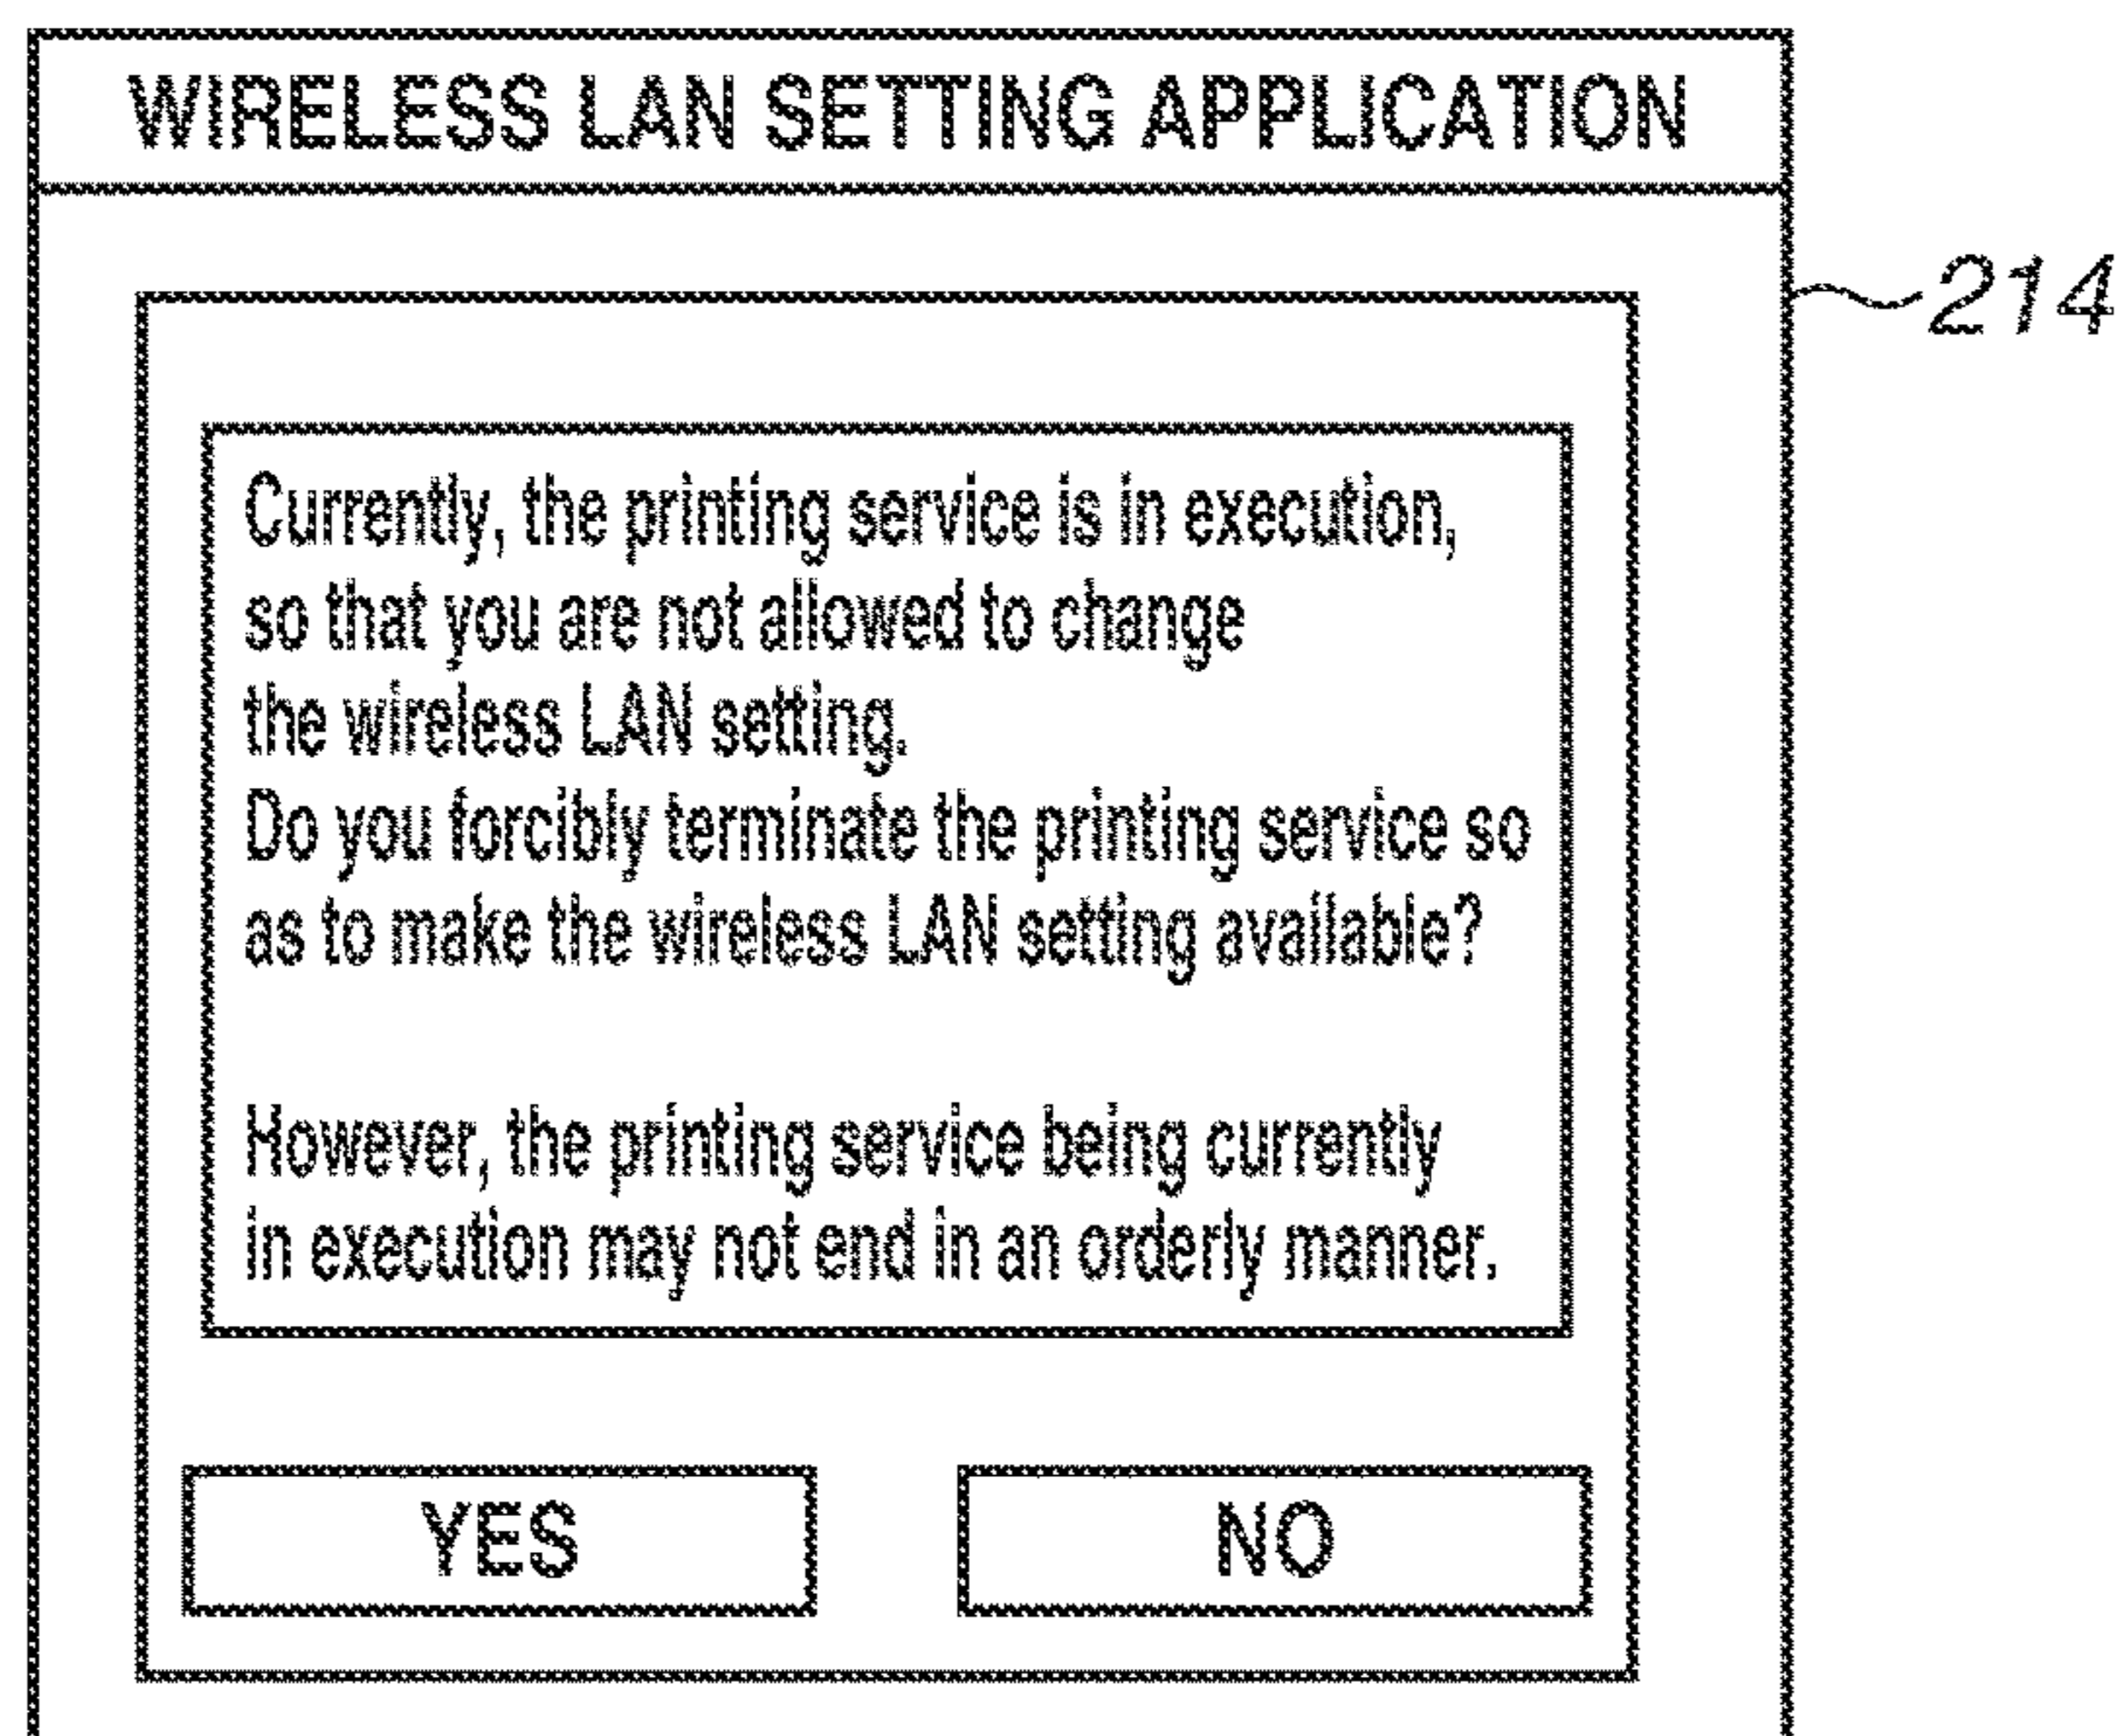 WIRELESS LAN SETTING APPLICATION
214
Currently, the printing service is in execution,
so that you are not allowed to change
the wireless LAN setting.
Do you forcibly terminate the printing service so
as to make the wireless LAN setting available?
However, the printing service being currently
in execution may not end in an orderly manner.
YES
NO